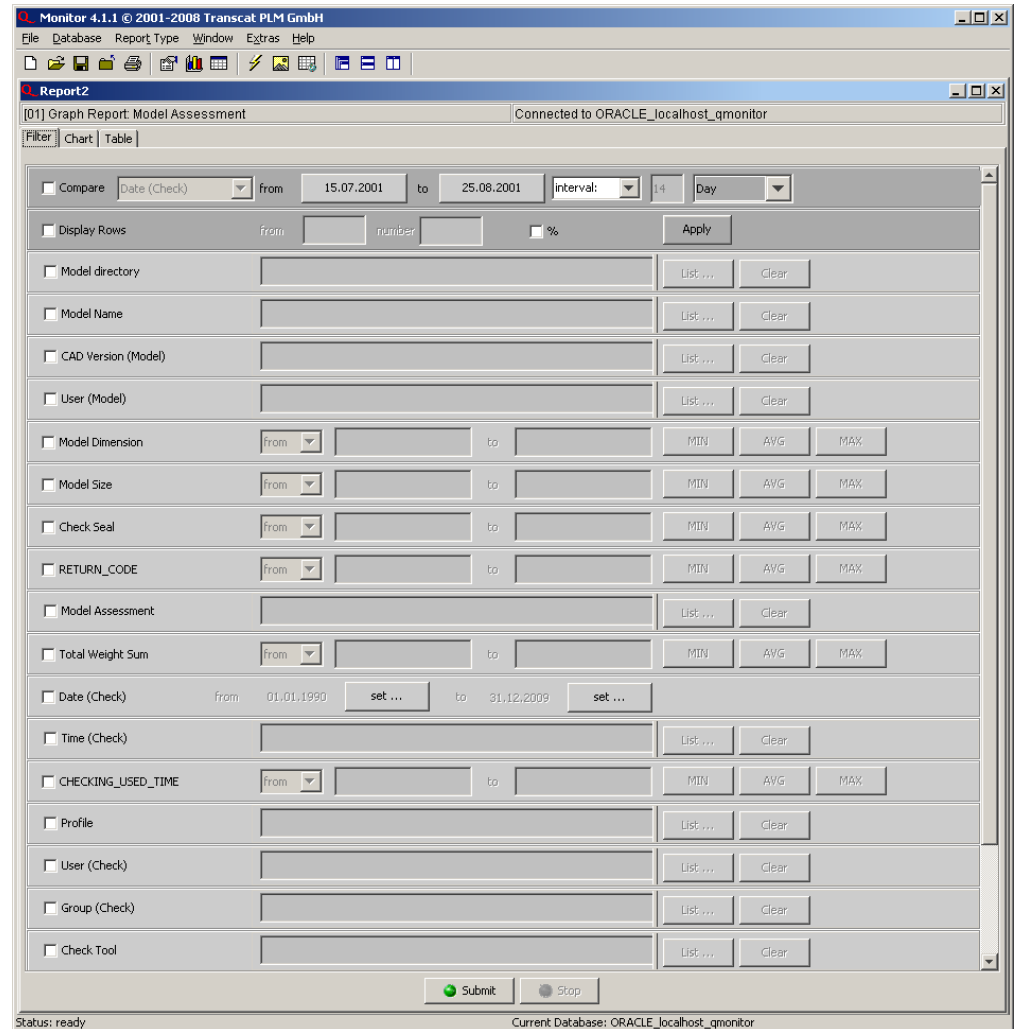 Monitor 4.1.1 © 2001-2008 Transcat PLM GmbH
File Database Report Type Window Extras Help
Report2
[01] Graph Report: Model Assessment Connected to ORACLE_localhost_qmonitor
Filter Chart Table
Compare Date (Check) from 15.07.2001 to 25.08.2001 interval: 14 Day
Display Rows from number % Apply
Model directory List ... Clear
Model Name List ... Clear
CAD Version (Model) List ... Clear
User (Model) List ... Clear
Model Dimension from to MIN AVG MAX
Model Size from to MIN AVG MAX
Check Seal from to MIN AVG MAX
RETURN_CODE from to MIN AVG MAX
Model Assessment List ... Clear
Total Weight Sum from to MIN AVG MAX
Date (Check) from 01.01.1990 set ... to 31.12.2009 set ...
Time (Check) List ... Clear
CHECKING_USED_TIME from to MIN AVG MAX
Profile List ... Clear
User (Check) List ... Clear
Group (Check) List ... Clear
Check Tool List ... Clear
Submit Stop
Status: ready Current Database: ORACLE_localhost_qmonitor